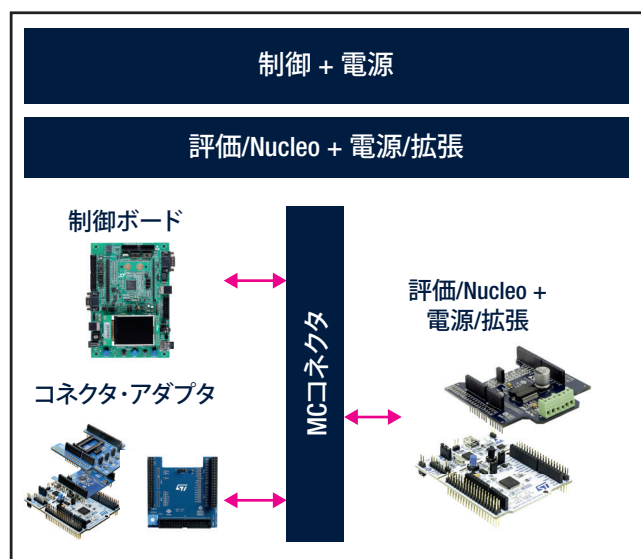 制御 + 電源
評価/Nucleo + 電源/拡張
制御ボード
MCコネクタ
評価/Nucleo +
電源/拡張
コネクタ・アダプタ
ST